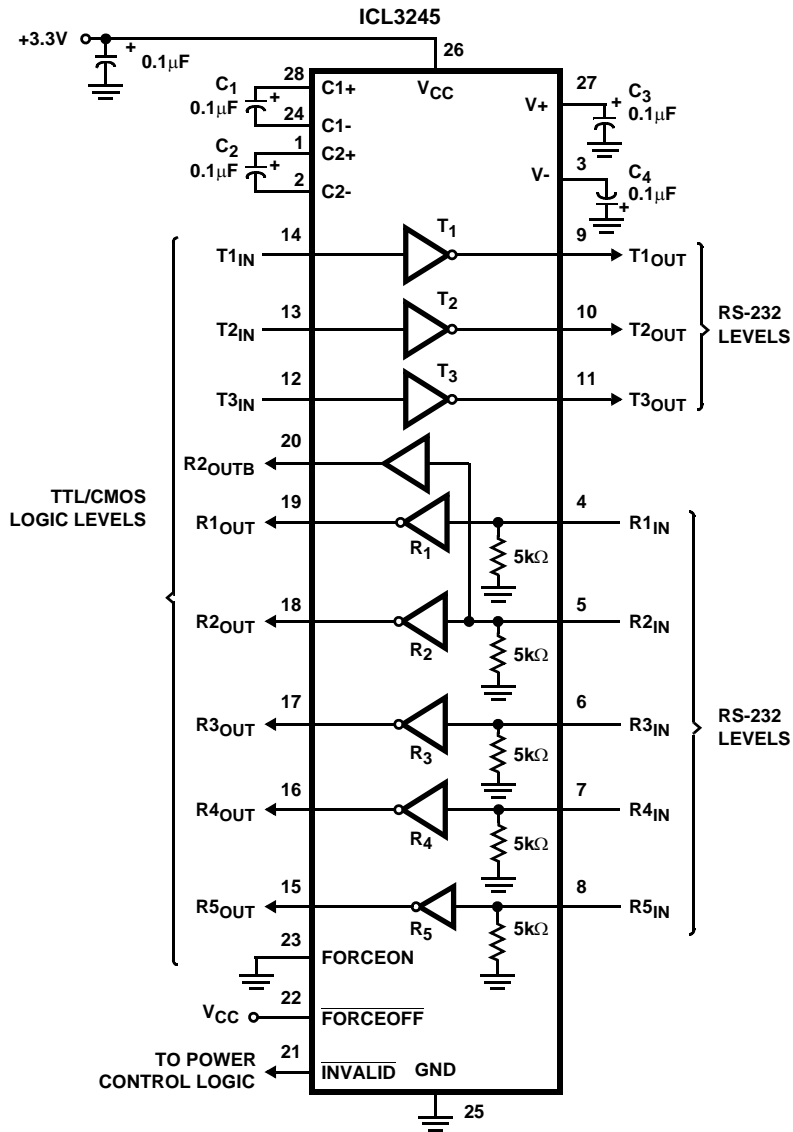 ICL3245
+3.3V
+ 0.1µF
26
VCC
C1
0.1µF
+
28
C1+
24
C1-
C2
0.1µF
+
1
C2+
2
C2-
27
V+
+
C3
0.1µF
3
V-
C4
0.1µF
+
T1IN
14
T1
9
T1OUT
T2IN
13
T2
10
T2OUT
T3IN
12
T3
11
T3OUT
RS-232
LEVELS
TTL/CMOS
LOGIC LEVELS
R2OUTB
20
R1OUT
19
R1
5kΩ
4
R1IN
R2OUT
18
R2
5kΩ
5
R2IN
R3OUT
17
R3
5kΩ
6
R3IN
R4OUT
16
R4
5kΩ
7
R4IN
R5OUT
15
R5
5kΩ
8
R5IN
RS-232
LEVELS
23
FORCEON
VCC
22
FORCEOFF
TO POWER
CONTROL LOGIC
21
INVALID
GND
25